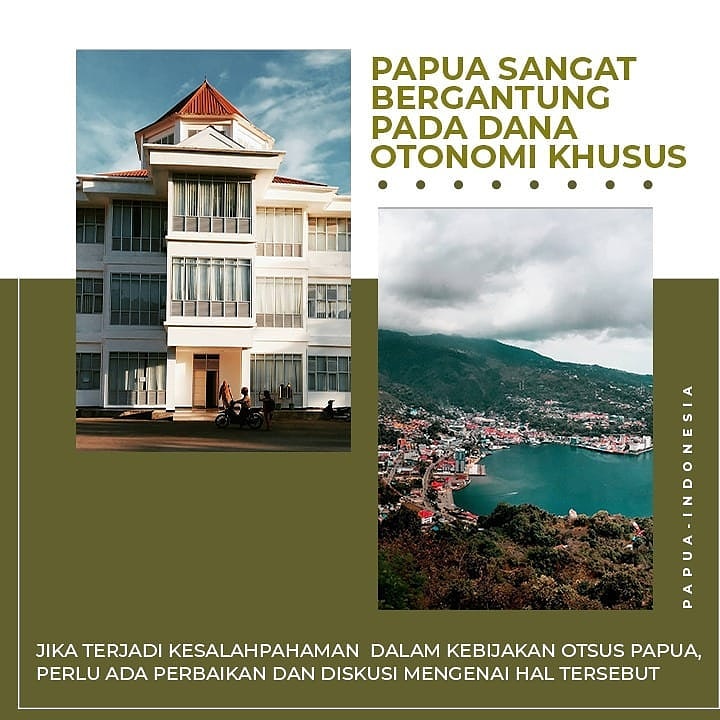 PAPUA SANGAT
BERGANTUNG
PADA DANA
OTONOMI KHUSUS
PAPUA-INDONESIA
JIKA TERJADI KESALAHPAHAMAN DALAM KEBIJAKAN OTSUS PAPUA,
PERLU ADA PERBAIKAN DAN DISKUSI MENGENAI HAL TERSEBUT